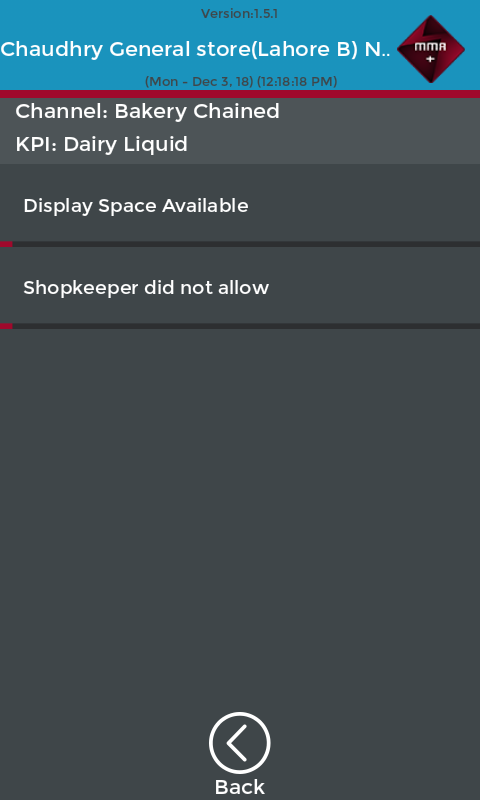 Version:1.5.1
Chaudhry General store(Lahore B) N..
MMA
+
(Mon - Dec 3, 18) (12:18:18 PM)
Channel: Bakery Chained
KPI: Dairy Liquid
Display Space Available
Shopkeeper did not allow
Back